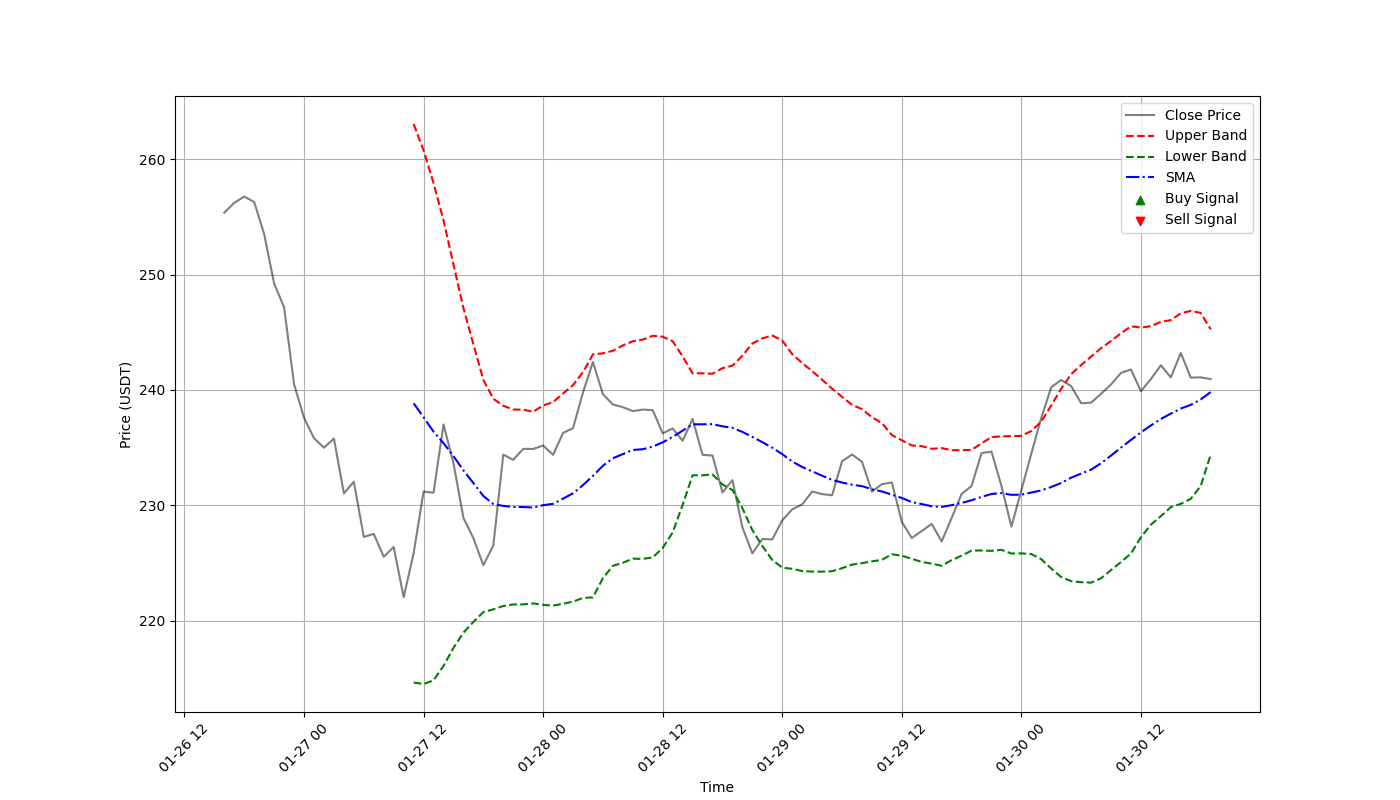 Close Price
Upper Band
Lower Band
SMA
Buy Signal
Sell Signal
Price (USDT)
260
250
240
230
220
01-26 12
01-27 00
01-27 12
01-28 00
01-28 12
01-29 00
01-29 12
01-30 00
01-30 12
Time